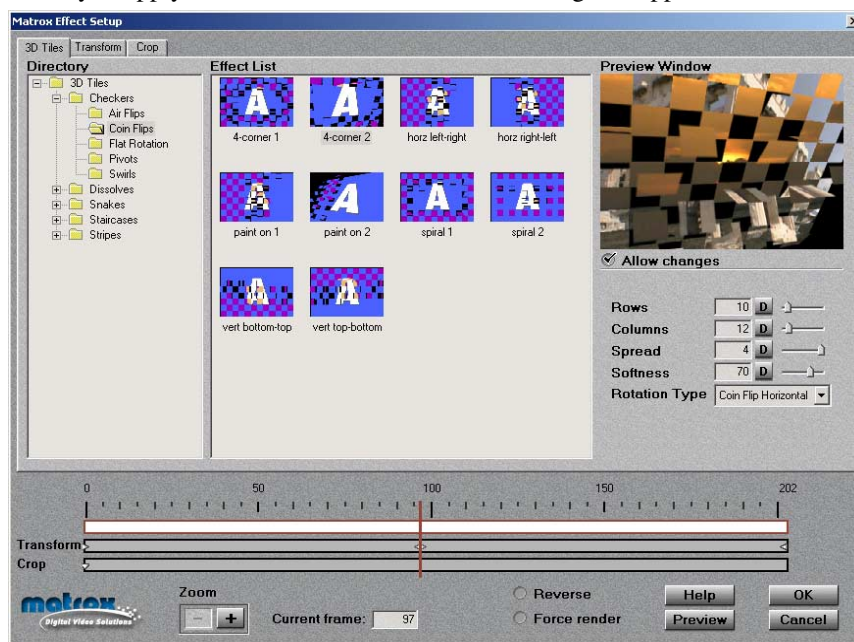 Matrox Effect Setup
3D Tiles Transform Crop
Directory
3D Tiles
Checkers
Air Flips
Coin Flips
Flat Rotation
Pivots
Swirls
Dissolves
Snakes
Staircases
Stripes
Effect List
A A A A
4-corner 1 4-corner 2 horz left-right horz right-left
A A A A
paint on 1 paint on 2 spiral 1 spiral 2
A A
vert bottom-top vert top-bottom
Preview Window
Allow changes
Rows 10 D
Columns 12 D
Spread 4 D
Softness 70 D
Rotation Type Coin Flip Horizontal
0 50 100 150 202
Transform
Crop
matrox
Digital Video Solutions
Zoom
- +
Current frame: 97
Reverse
Force render
Help OK
Preview Cancel